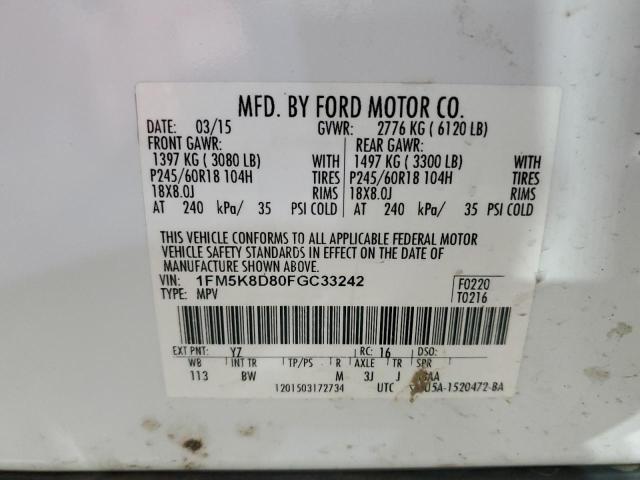 MFD. BY FORD MOTOR CO.
DATE: 03/15 GVWR: 2776 KG ( 6120 LB)
FRONT GAWR: REAR GAWR:
1397 KG ( 3080 LB) WITH 1497 KG ( 3300 LB) WITH
P245/60R18 104H TIRES P245/60R18 104H TIRES
18X8.0J RIMS 18X8.0J RIMS
AT 240 kPa/ 35 PSI COLD AT 240 kPa/ 35 PSI COLD
THIS VEHICLE CONFORMS TO ALL APPLICABLE FEDERAL MOTOR
VEHICLE SAFETY STANDARDS IN EFFECT ON THE DATE OF
MANUFACTURE SHOWN ABOVE.
VIN: 1FM5K8D80FGC33242 F0220
TYPE: MPV T0216
EXT PNT: YZ RC: 16 DSO:
WB INT TR TP/PS R AXLE TR SPR
113 BW M 3J J
1201503172734 UTC